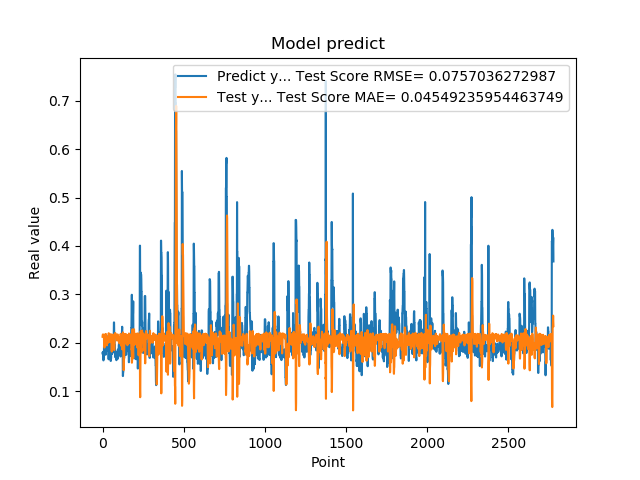 Model predict
Predict y... Test Score RMSE= 0.0757036272987
Test y... Test Score MAE= 0.04549235954463749
Real value
0.7
0.6
0.5
0.4
0.3
0.2
0.1
0
500
1000
1500
2000
2500
Point